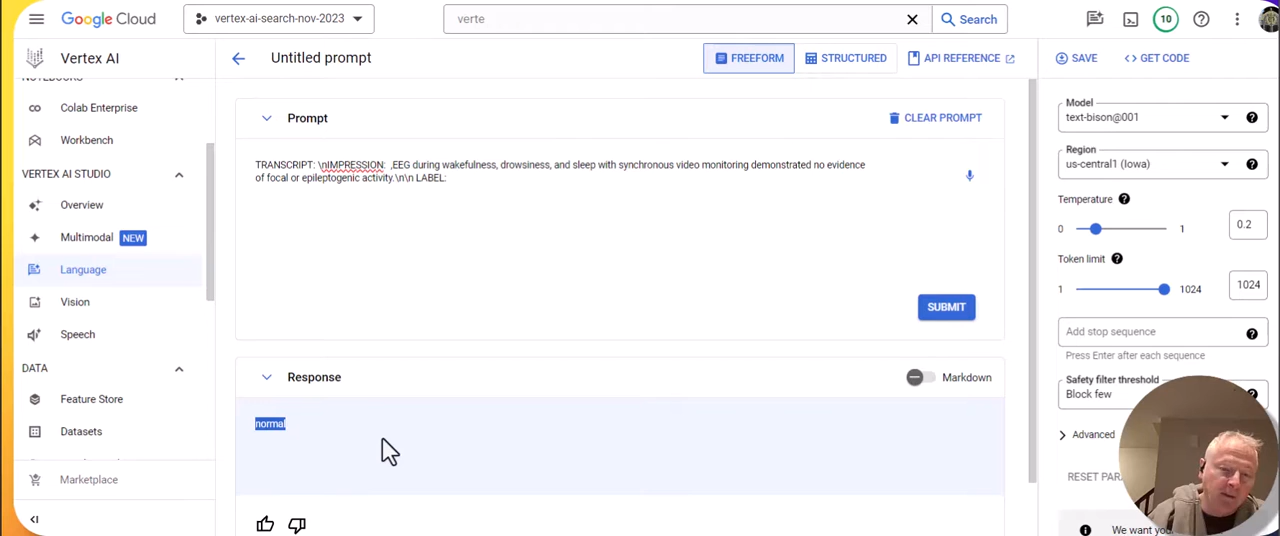 Google Cloud
vertex-ai-search-nov-2023
verte
Search
10
Vertex AI
Untitled prompt
FREEFORM
STRUCTURED
API REFERENCE
SAVE
GET CODE
NOTEBOOKS
Colab Enterprise
Workbench
VERTEX AI STUDIO
Overview
Multimodal NEW
Language
Vision
Speech
DATA
Feature Store
Datasets
Marketplace
Prompt
CLEAR PROMPT
TRANSCRIPT: \nIMPRESSION: ,EEG during wakefulness, drowsiness, and sleep with synchronous video monitoring demonstrated no evidence
of focal or epileptogenic activity.\n\n LABEL:
SUBMIT
Response
Markdown
normal
Model
text-bison@001
Region
us-central1 (Iowa)
Temperature
0
1
0.2
Token limit
1
1024
1024
Add stop sequence
Press Enter after each sequence
Safety filter threshold
Block few
Advanced
RESET
We want